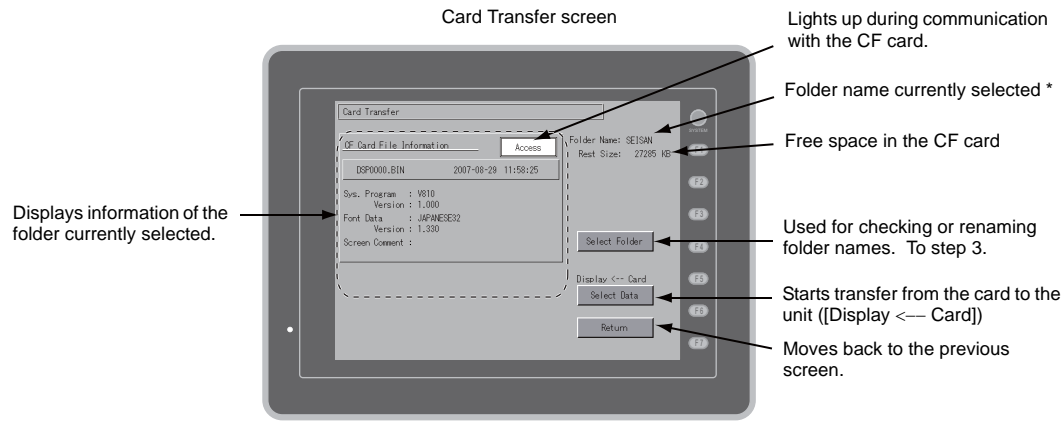 Card Transfer screen
Lights up during communication
with the CF card.
Folder name currently selected *
Free space in the CF card
Displays information of the
folder currently selected.
Used for checking or renaming
folder names. To step 3.
Starts transfer from the card to the
unit ([Display <–– Card])
Moves back to the previous
screen.
Card Transfer
CF Card File Information
Access
DSP0000.BIN 2007-08-29 11:58:25
Sys. Program : V810
Version : 1.000
Font Data : JAPANESE32
Version : 1.330
Screen Comment :
Folder Name: SEISAN
Rest Size: 27285 KB
Select Folder
Display <-- Card
Select Data
Return
SYSTEM
F2
F3
F4
F5
F6
F7